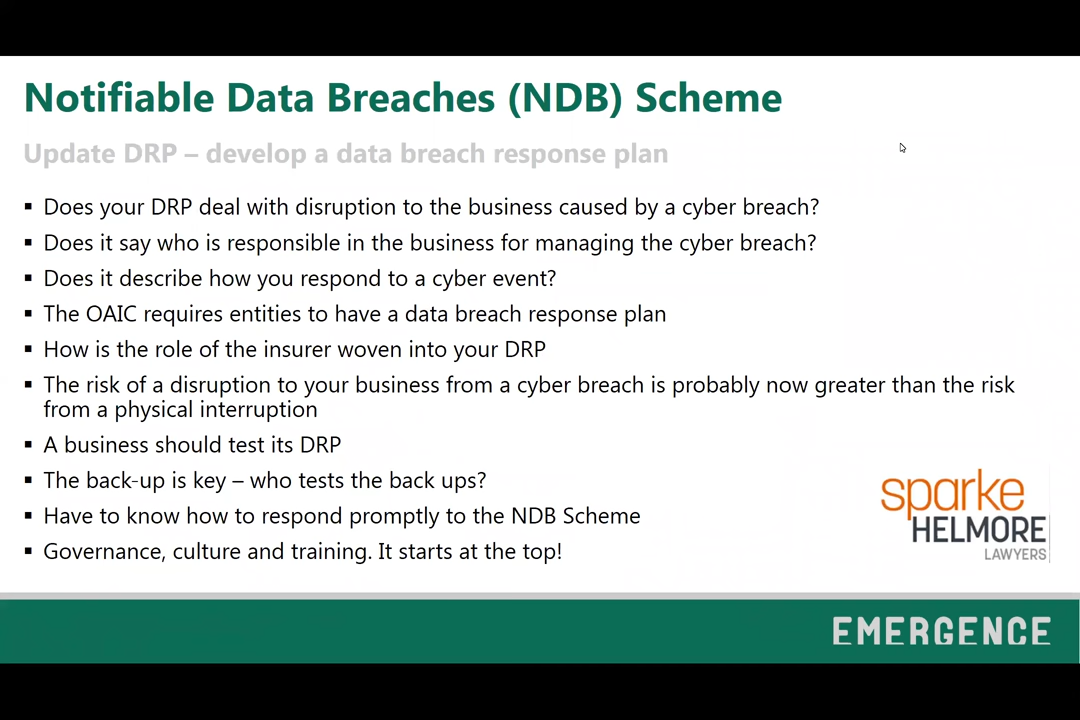 Notifiable Data Breaches (NDB) Scheme
Update DRP – develop a data breach response plan
▪ Does your DRP deal with disruption to the business caused by a cyber breach?
▪ Does it say who is responsible in the business for managing the cyber breach?
▪ Does it describe how you respond to a cyber event?
▪ The OAIC requires entities to have a data breach response plan
▪ How is the role of the insurer woven into your DRP
▪ The risk of a disruption to your business from a cyber breach is probably now greater than the risk
from a physical interruption
▪ A business should test its DRP
▪ The back-up is key – who tests the back ups?
▪ Have to know how to respond promptly to the NDB Scheme
▪ Governance, culture and training. It starts at the top!
sparke
HELMORE
LAWYERS
EMERGENCE